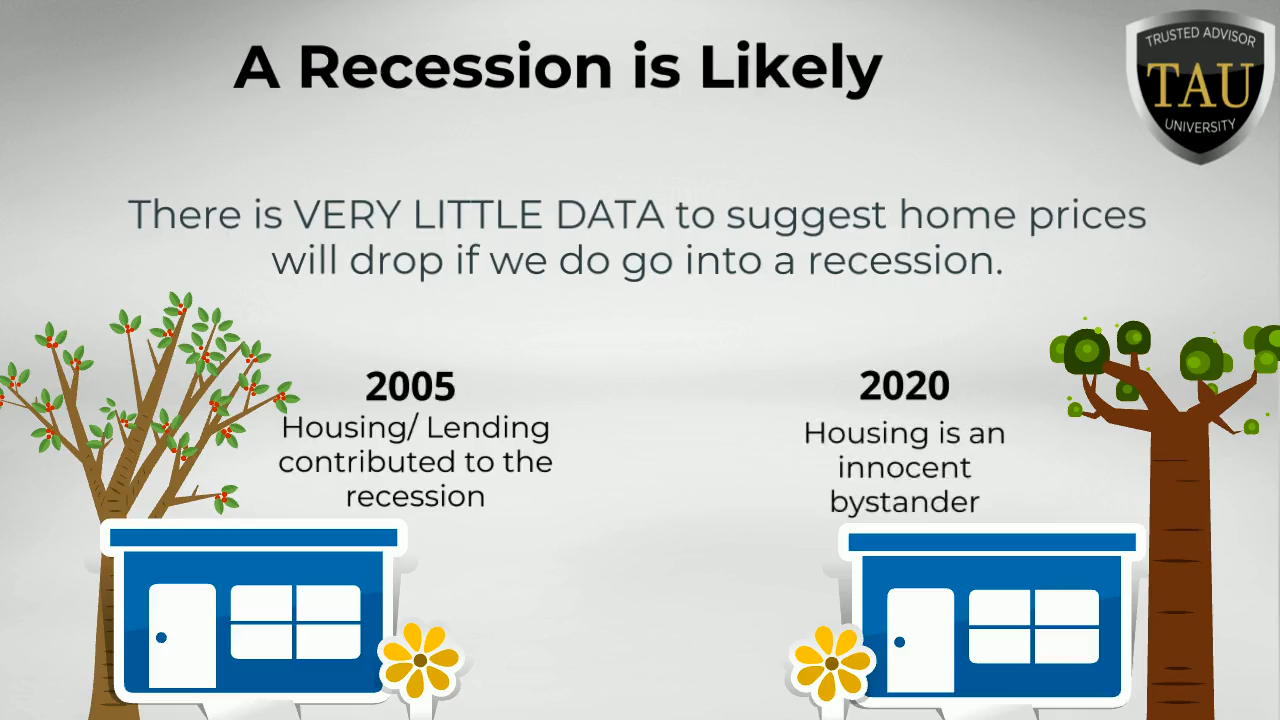 A Recession is Likely
TRUSTED ADVISOR
TAU
UNIVERSITY
There is VERY LITTLE DATA to suggest home prices
will drop if we do go into a recession.
2005
Housing/ Lending
contributed to the
recession
2020
Housing is an
innocent
bystander